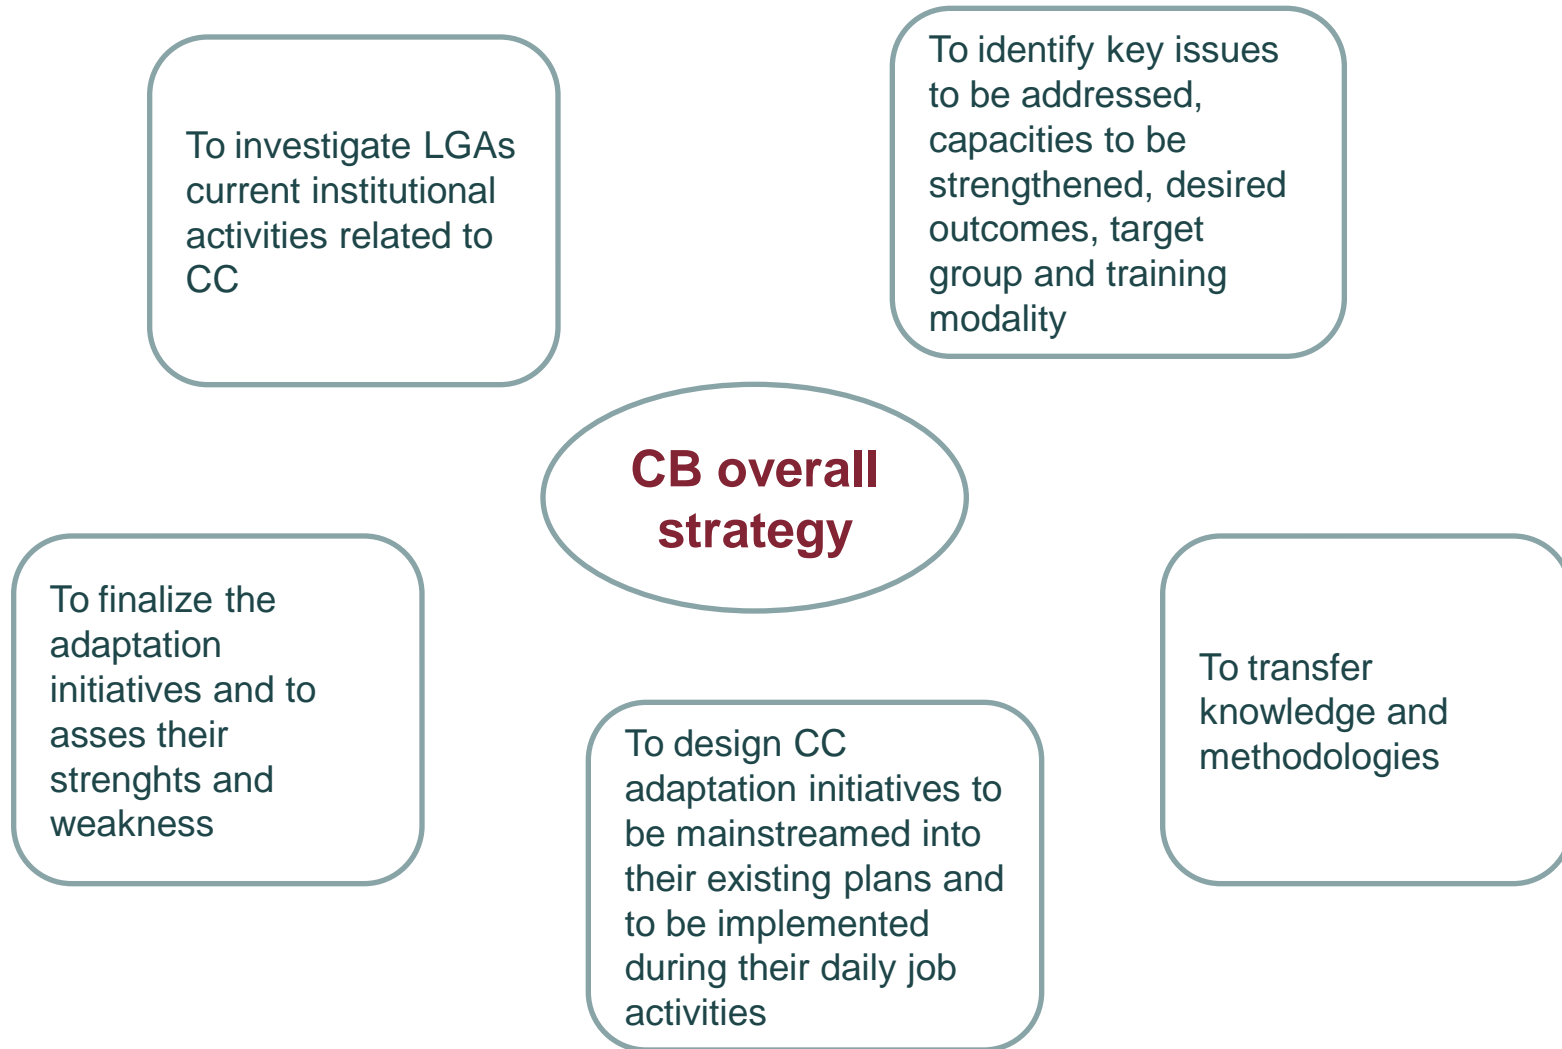 To investigate LGAs
current institutional
activities related to
CC
To identify key issues
to be addressed,
capacities to be
strengthened, desired
outcomes, target
group and training
modality
CB overall
strategy
To finalize the
adaptation
initiatives and to
asses their
strenghts and
weakness
To design CC
adaptation initiatives to
be mainstreamed into
their existing plans and
to be implemented
during their daily job
activities
To transfer
knowledge and
methodologies